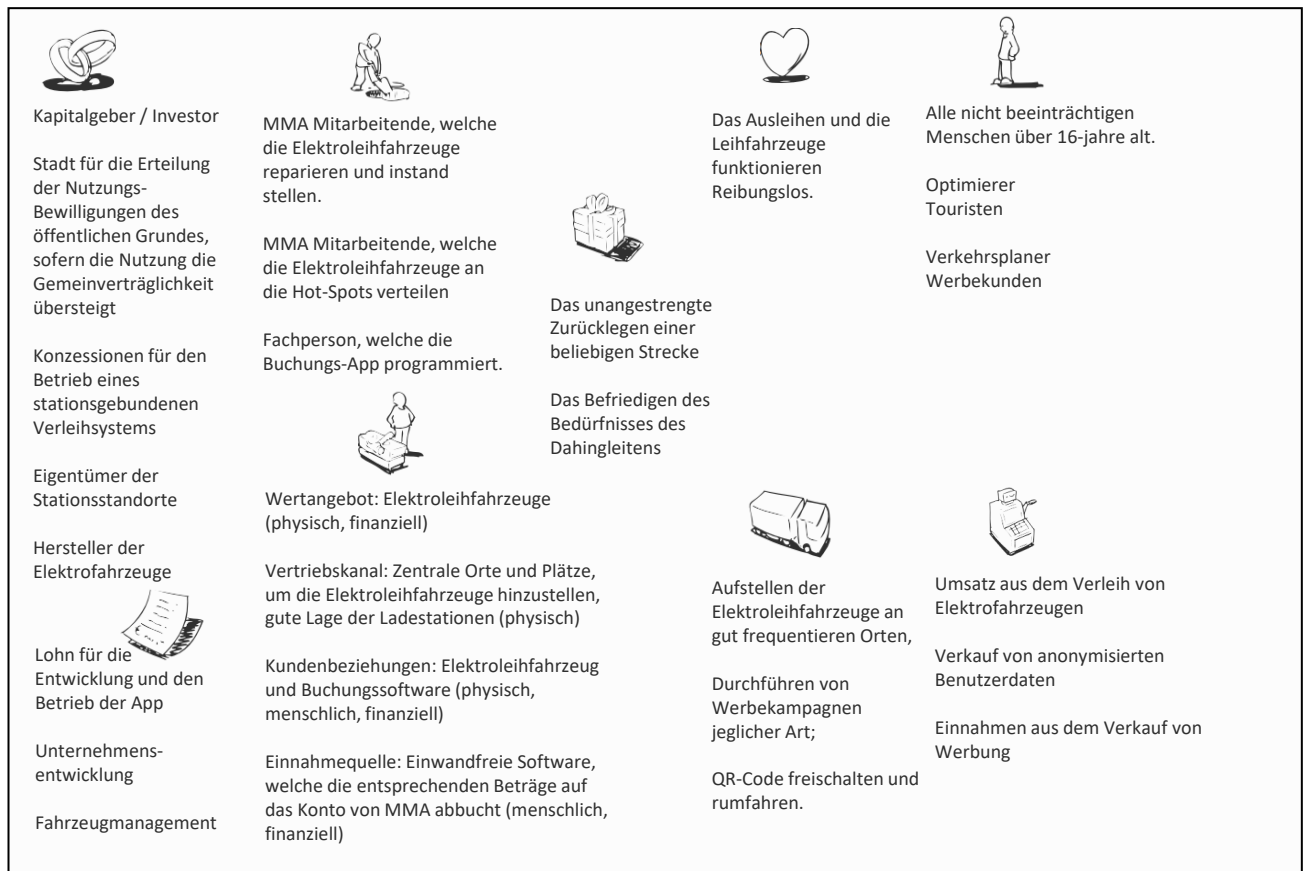 Kapitalgeber / Investor
Stadt für die Erteilung
der Nutzungs-
Bewilligungen des
öffentlichen Grundes,
sofern die Nutzung die
Gemeinverträglichkeit
übersteigt
Konzessionen für den
Betrieb eines
stationsgebundenen
Verleihsystems
Eigentümer der
Stationsstandorte
Hersteller der
Elektrofahrzeuge
Lohn für die
Entwicklung und den
Betrieb der App
Unternehmens-
entwicklung
Fahrzeugmanagement
MMA Mitarbeitende, welche
die Elektroleihfahrzeuge
reparieren und instand
stellen.
MMA Mitarbeitende, welche
die Elektroleihfahrzeuge an
die Hot-Spots verteilen
Fachperson, welche die
Buchungs-App programmiert.
Wertangebot: Elektroleihfahrzeuge
(physisch, finanziell)
Vertriebskanal: Zentrale Orte und Plätze,
um die Elektroleihfahrzeuge hinzustellen,
gute Lage der Ladestationen (physisch)
Kundenbeziehungen: Elektroleihfahrzeug
und Buchungssoftware (physisch,
menschlich, finanziell)
Einnahmequelle: Einwandfreie Software,
welche die entsprechenden Beträge auf
das Konto von MMA abbucht (menschlich,
finanziell)
Das unangestrengte
Zurücklegen einer
beliebigen Strecke
Das Befriedigen des
Bedürfnisses des
Dahingleitens
Das Ausleihen und die
Leihfahrzeuge
funktionieren
Reibungslos.
Aufstellen der
Elektroleihfahrzeuge an
gut frequentieren Orten,
Durchführen von
Werbekampagnen
jeglicher Art;
QR-Code freischalten und
rumfahren.
Alle nicht beeinträchtigen
Menschen über 16-jahre alt.
Optimierer
Touristen
Verkehrsplaner
Werbekunden
Umsatz aus dem Verleih von
Elektrofahrzeugen
Verkauf von anonymisierten
Benutzerdaten
Einnahmen aus dem Verkauf von
Werbung